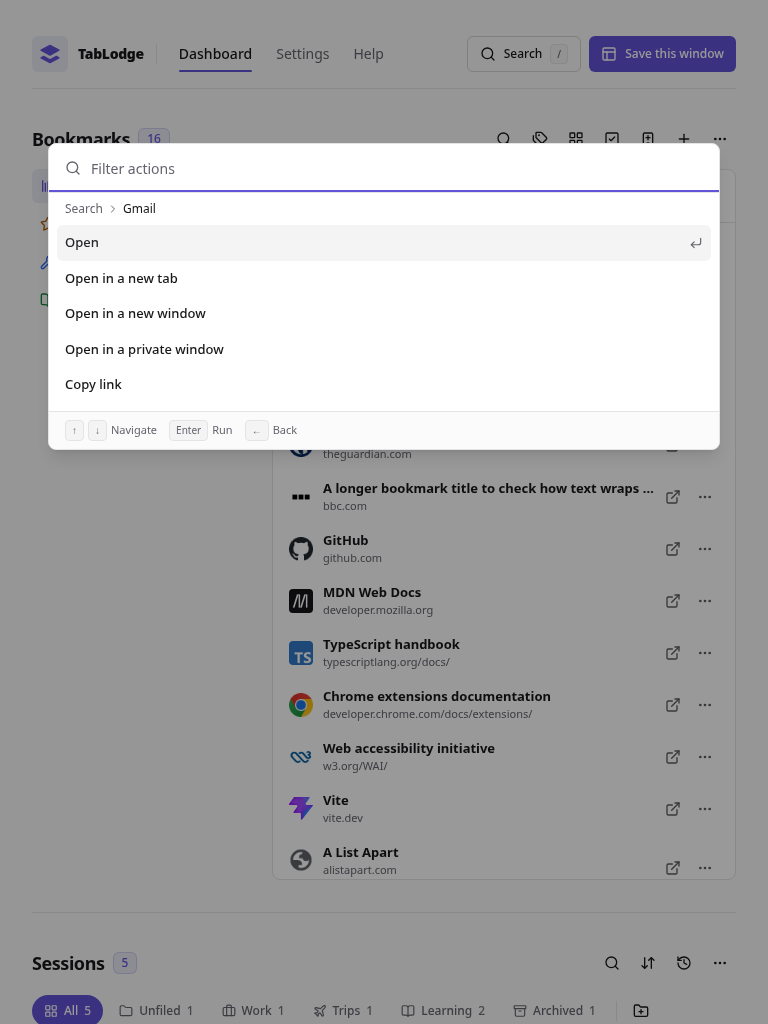 TabLodge
Dashboard
Settings
Help
Search /
Save this window
Bookmarks 16
Filter actions
Search > Gmail
Open
Open in a new tab
Open in a new window
Open in a private window
Copy link
↑ ↓ Navigate Enter Run ← Back
theguardian.com
A longer bookmark title to check how text wraps ...
bbc.com
GitHub
github.com
MDN Web Docs
developer.mozilla.org
TypeScript handbook
typescriptlang.org/docs/
Chrome extensions documentation
developer.chrome.com/docs/extensions/
Web accessibility initiative
w3.org/WAI/
Vite
vite.dev
A List Apart
alistapart.com
Sessions 5
All 5
Unfiled 1
Work 1
Trips 1
Learning 2
Archived 1